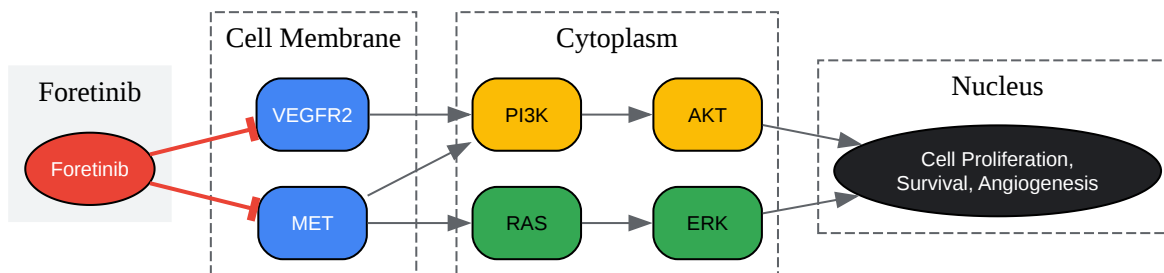 Foretinib
Foretinib
Cell Membrane
VEGFR2
MET
Cytoplasm
PI3K
AKT
RAS
ERK
Nucleus
Cell Proliferation,
Survival, Angiogenesis